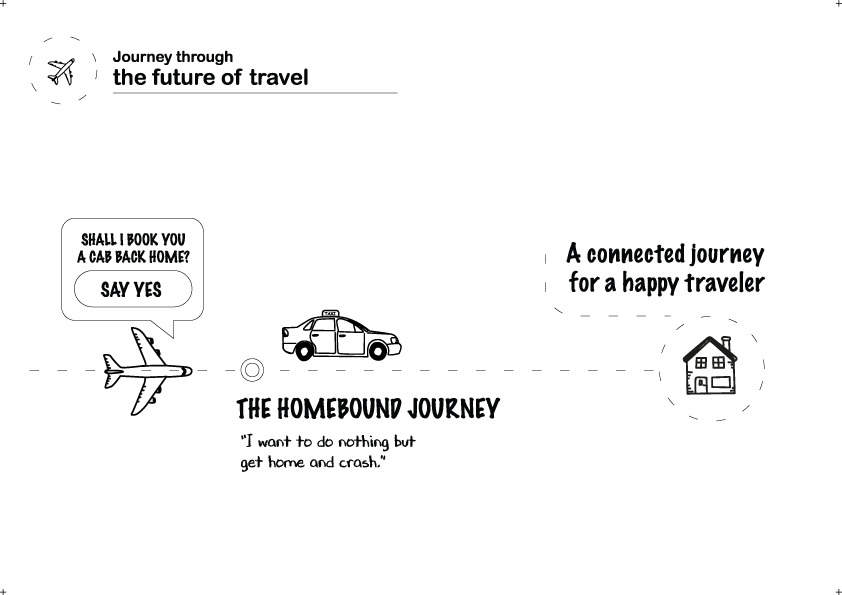 Journey through
the future of travel
SHALL I BOOK YOU
A CAB BACK HOME?
SAY YES
A connected journey
for a happy traveler
TAXI
THE HOMEBOUND JOURNEY
"I want to do nothing but
get home and crash."